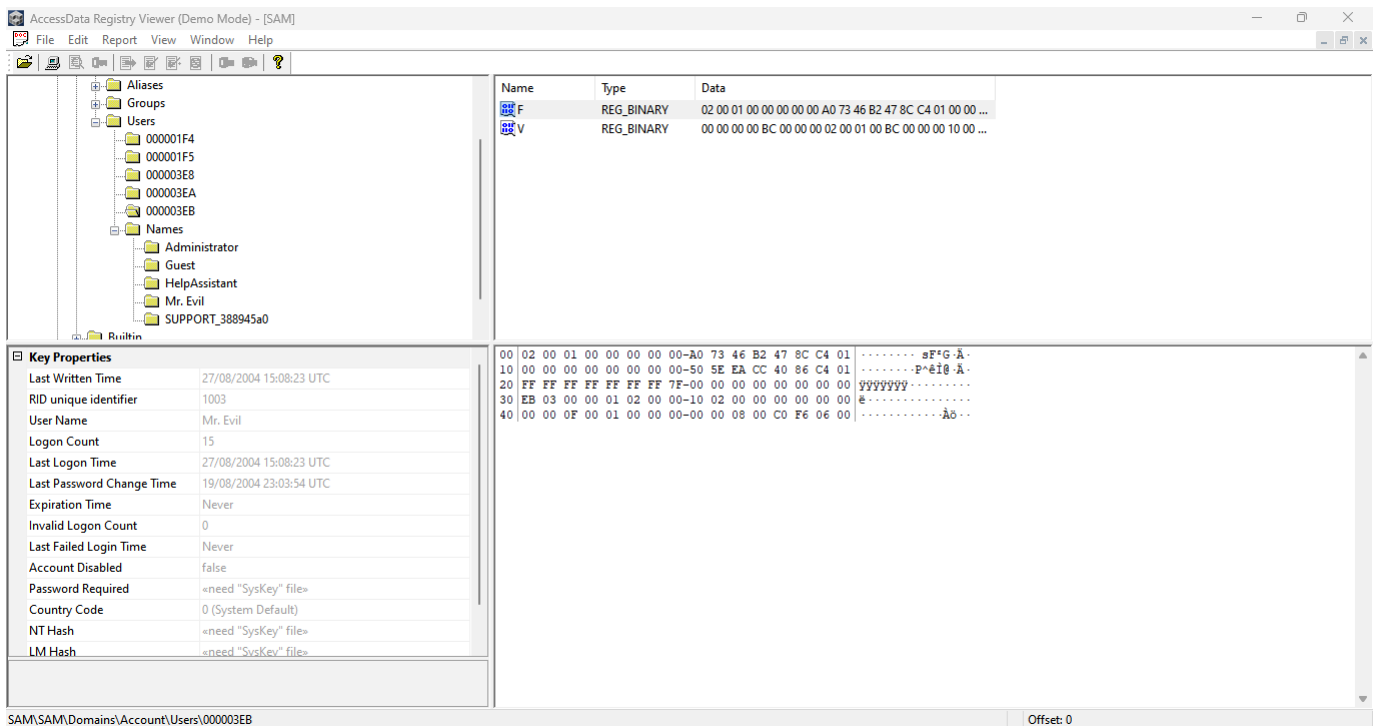 AccessData Registry Viewer (Demo Mode) - [SAM]
File Edit Report View Window Help
Aliases
Groups
Users
000001F4
000001F5
000003E8
000003EA
000003EB
Names
Administrator
Guest
HelpAssistant
Mr. Evil
SUPPORT_388945a0
Builtin
Name Type Data
F REG_BINARY 02 00 01 00 00 00 00 00 A0 73 46 B2 47 8C C4 01 00 00 ...
V REG_BINARY 00 00 00 00 BC 00 00 00 02 00 01 00 BC 00 00 00 10 00 ...
Key Properties
Last Written Time 27/08/2004 15:08:23 UTC
RID unique identifier 1003
User Name Mr. Evil
Logon Count 15
Last Logon Time 27/08/2004 15:08:23 UTC
Last Password Change Time 19/08/2004 23:03:54 UTC
Expiration Time Never
Invalid Logon Count 0
Last Failed Login Time Never
Account Disabled false
Password Required «need "SysKey" file»
Country Code 0 (System Default)
NT Hash «need "SysKey" file»
LM Hash «need "SysKey" file»
00 02 00 01 00 00 00 00 00-A0 73 46 B2 47 8C C4 01 ········ sF²G·Ä·
10 00 00 00 00 00 00 00 00-50 5E EA CC 40 86 C4 01 ········P^êÌ@·Ä·
20 FF FF FF FF FF FF FF 7F-00 00 00 00 00 00 00 00 ÿÿÿÿÿÿÿ·········
30 EB 03 00 00 01 02 00 00-10 02 00 00 00 00 00 00 ë···············
40 00 00 0F 00 01 00 00 00-00 00 08 00 C0 F6 06 00 ············Àö··
SAM\SAM\Domains\Account\Users\000003EB
Offset: 0